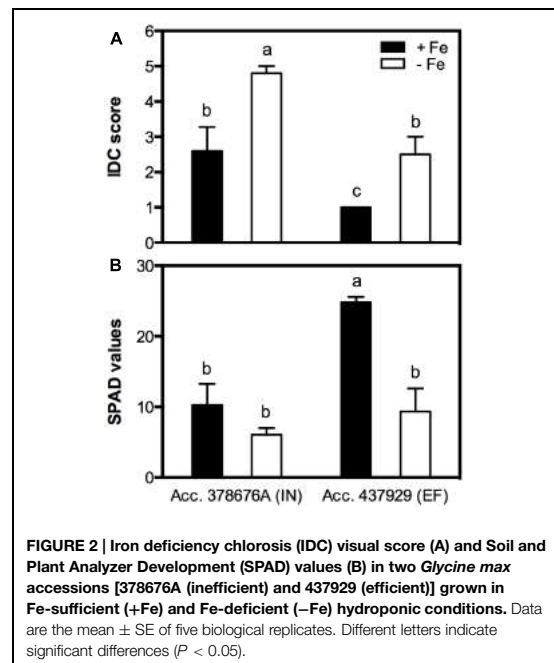 A
a
+ Fe
- Fe
b
b
c
IDC score
6
5
4
3
2
1
0
B
30
a
20
b
b
b
10
0
SPAD values
Acc. 378676A (IN) Acc. 437929 (EF)
FIGURE 2 | Iron deficiency chlorosis (IDC) visual score (A) and Soil and
Plant Analyzer Development (SPAD) values (B) in two Glycine max
accessions [378676A (inefficient) and 437929 (efficient)] grown in
Fe-sufficient (+Fe) and Fe-deficient (−Fe) hydroponic conditions. Data
are the mean ± SE of five biological replicates. Different letters indicate
significant differences (P < 0.05).